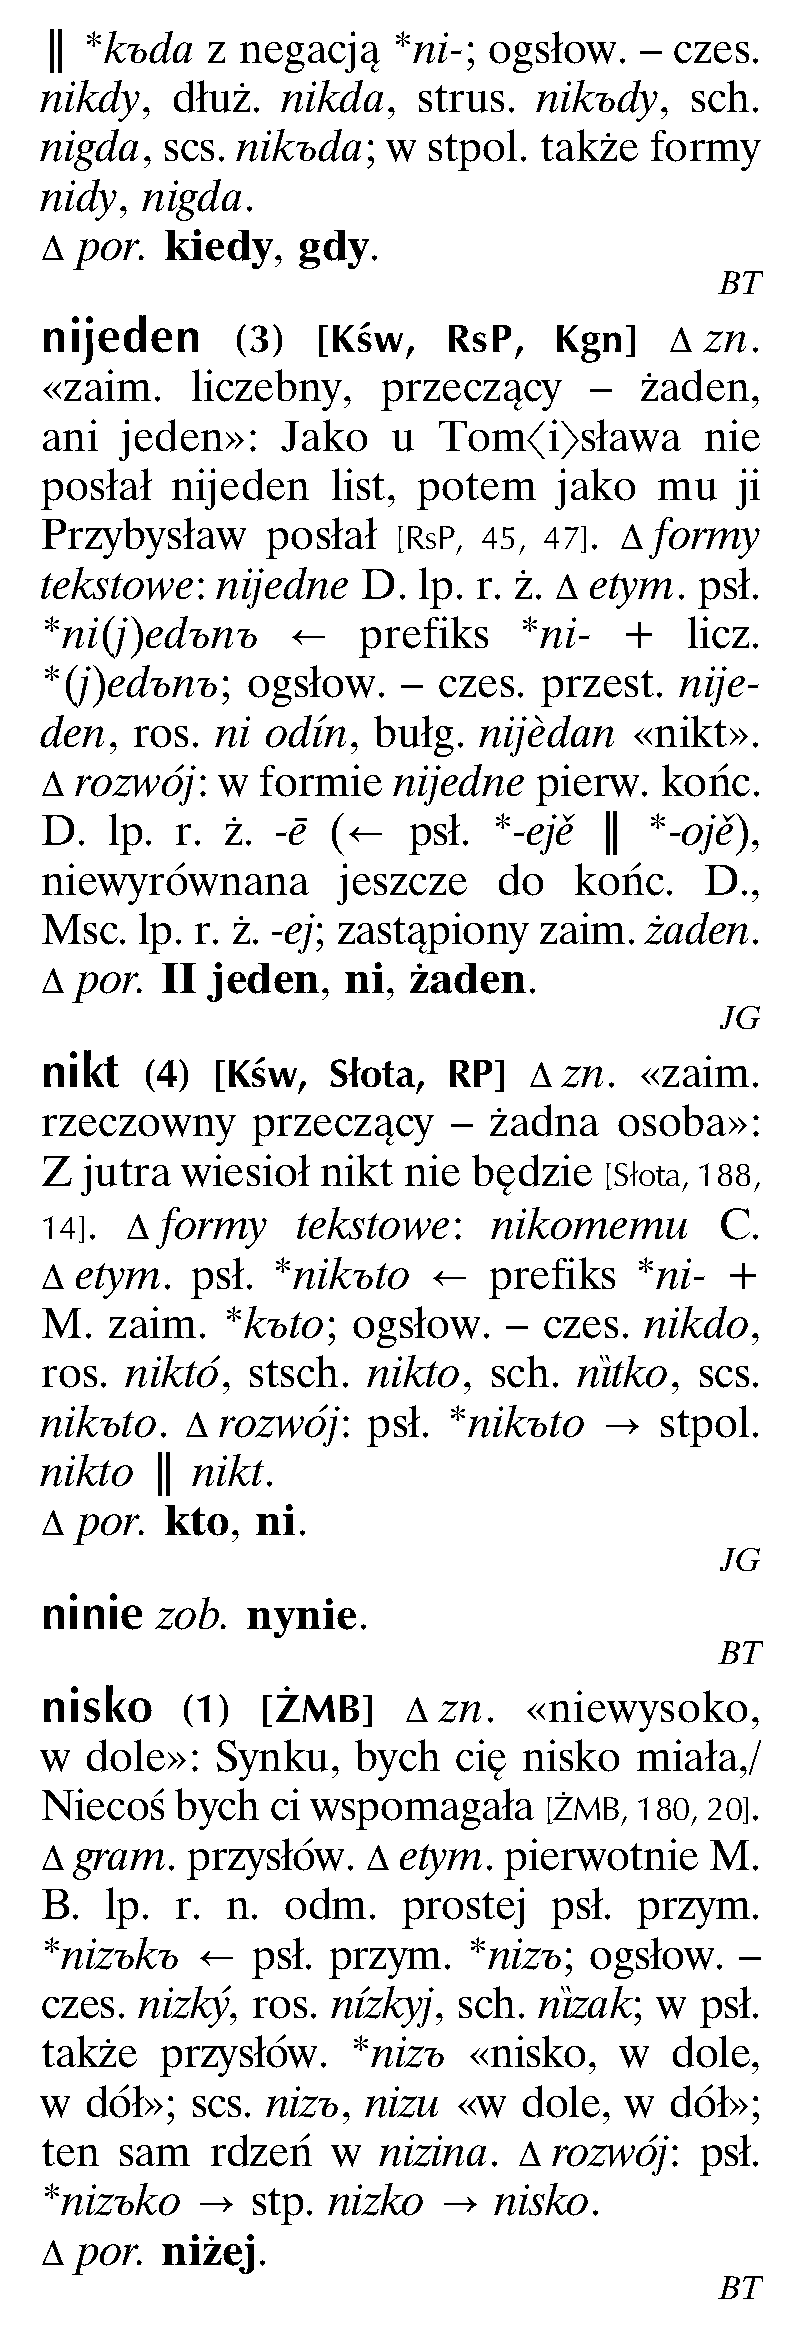 ‖ *kъda z negacją *ni-; ogsłow. – czes.
nikdy, dłuż. nikda, strus. nikъdy, sch.
nigda, scs. nikъda; w stpol. także formy
nidy, nigda.
Δ por. kiedy, gdy.
BT
nijeden (3) [Kśw, RsP, Kgn] Δ zn.
«zaim. liczebny, przeczący – żaden,
ani jeden»: Jako u Tom⟨i⟩sława nie
posłał nijeden list, potem jako mu ji
Przybysław posłał [RsP, 45, 47]. Δ formy
tekstowe: nijedne D. lp. r. ż. Δ etym. psł.
*ni(j)edъnъ ← prefiks *ni- + licz.
*(j)edъnъ; ogsłow. – czes. przest. nije-
den, ros. ni odín, bułg. nijèdan «nikt».
Δ rozwój: w formie nijedne pierw. końc.
D. lp. r. ż. -ē (← psł. *-ejě ‖ *-ojě),
niewyrównana jeszcze do końc. D.,
Msc. lp. r. ż. -ej; zastąpiony zaim. żaden.
Δ por. II jeden, ni, żaden.
JG
nikt (4) [Kśw, Słota, RP] Δ zn. «zaim.
rzeczowny przeczący – żadna osoba»:
Z jutra wiesioł nikt nie będzie [Słota, 188,
14]. Δ formy tekstowe: nikomemu C.
Δ etym. psł. *nikъto ← prefiks *ni- +
M. zaim. *kъto; ogsłow. – czes. nikdo,
ros. niktó, stsch. nikto, sch. nȉtko, scs.
nikъto. Δ rozwój: psł. *nikъto → stpol.
nikto ‖ nikt.
Δ por. kto, ni.
JG
ninie zob. nynie.
BT
nisko (1) [ŻMB] Δ zn. «niewysoko,
w dole»: Synku, bych cię nisko miała,/
Niecoś bych ci wspomagała [ŻMB, 180, 20].
Δ gram. przysłów. Δ etym. pierwotnie M.
B. lp. r. n. odm. prostej psł. przym.
*nizъkъ ← psł. przym. *nizъ; ogsłow. –
czes. nizký, ros. nízkyj, sch. nȉzak; w psł.
także przysłów. *nizъ «nisko, w dole,
w dół»; scs. nizъ, nizu «w dole, w dół»;
ten sam rdzeń w nizina. Δ rozwój: psł.
*nizъko → stp. nizko → nisko.
Δ por. niżej.
BT